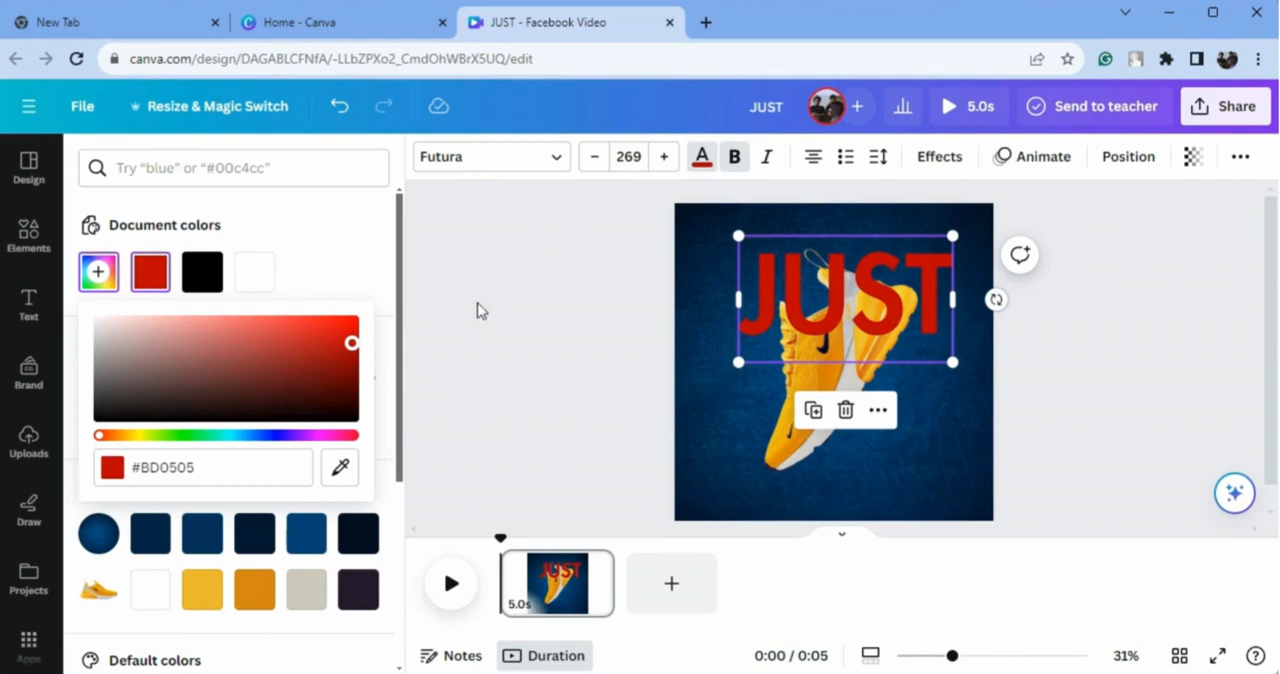 New Tab
Home - Canva
JUST - Facebook Video
canva.com/design/DAGABLCFNfA/-LLbZPXo2_CmdOhWBrX5UQ/edit
File
Resize & Magic Switch
JUST
5.0s
Send to teacher
Share
Design
Elements
Text
Brand
Uploads
Draw
Projects
Apps
Try “blue” or “#00c4cc”
Document colors
#BD0505
Default colors
Futura
– 269 +
A
B
I
Effects
Animate
Position
JUST
JUST
5.0s
Notes
Duration
0:00 / 0:05
31%